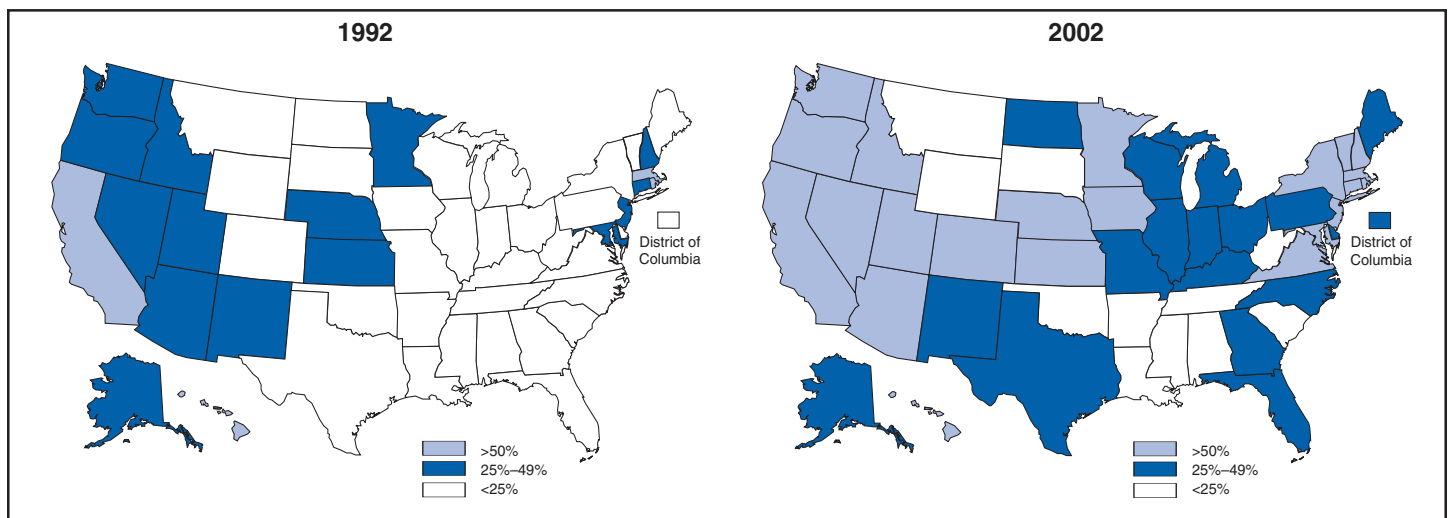 1992
District of
Columbia
>50%
25%–49%
<25%
2002
District of
Columbia
>50%
25%–49%
<25%